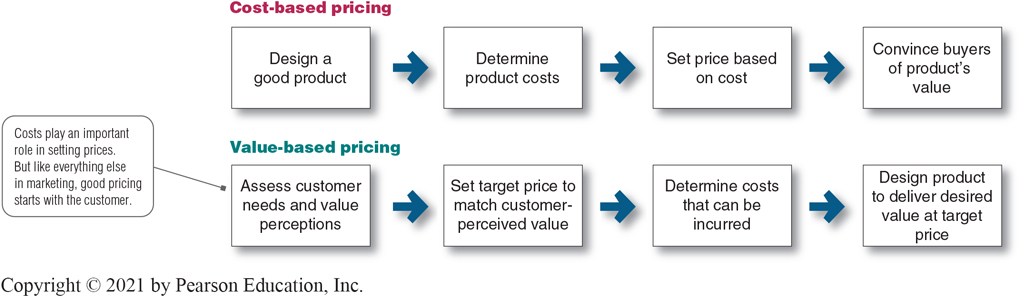 Cost-based pricing
Design a
good product
Determine
product costs
Set price based
on cost
Convince buyers
of product's
value
Costs play an important
role in setting prices.
But like everything else
in marketing, good pricing
starts with the customer.
Value-based pricing
Assess customer
needs and value
perceptions
Set target price to
match customer-
perceived value
Determine costs
that can be
incurred
Design product
to deliver desired
value at target
price
Copyright © 2021 by Pearson Education, Inc.